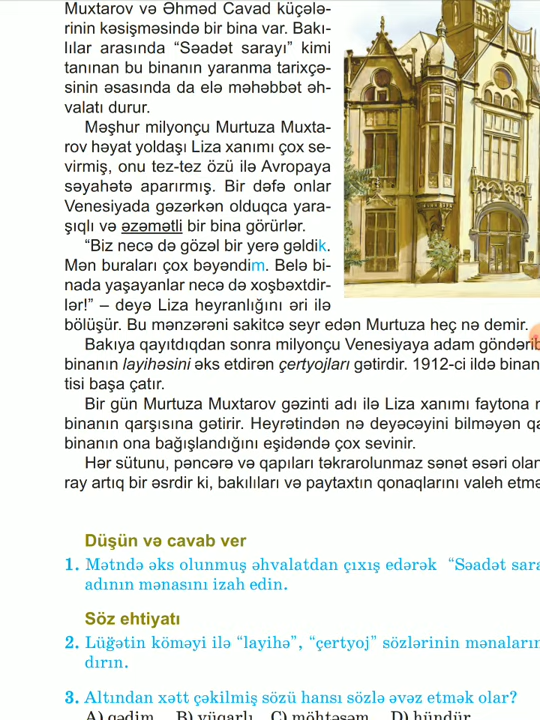 Muxtarov və Əhməd Cavad küçələ-
rinin kəsişməsində bir bina var. Bakı-
lılar arasında “Səadət sarayı” kimi
tanınan bu binanın yaranma tarixçə-
sinin əsasında da elə məhəbbət əh-
valatı durur.
Məşhur milyonçu Murtuza Muxta-
rov həyat yoldaşı Liza xanımı çox se-
virmiş, onu tez-tez özü ilə Avropaya
səyahətə aparırmış. Bir dəfə onlar
Venesiyada gəzərkən olduqca yara-
şıqlı və əzəmətli bir bina görürlər.
“Biz necə də gözəl bir yerə gəldik.
Mən buraları çox bəyəndim. Belə bi-
nada yaşayanlar necə də xoşbəxtdir-
lər!” – deyə Liza heyranlığını əri ilə
bölüşür. Bu mənzərəni sakitcə seyr edən Murtuza heç nə demir.
Bakıya qayıtdıqdan sonra milyonçu Venesiyaya adam göndərib
binanın layihəsini əks etdirən çertyojları gətirdir. 1912-ci ildə binan
tisi başa çatır.
Bir gün Murtuza Muxtarov gəzinti adı ilə Liza xanımı faytona
binanın qarşısına gətirir. Heyrətindən nə deyəcəyini bilməyən qa
binanın ona bağışlandığını eşidəndə çox sevinir.
Hər sütunu, pəncərə və qapıları təkrarolunmaz sənət əsəri olan
ray artıq bir əsrdir ki, bakılıları və paytaxtın qonaqlarını valeh etmə
Düşün və cavab ver
1. Mətndə əks olunmuş əhvalatdan çıxış edərək “Səadət sara
adının mənasını izah edin.
Söz ehtiyatı
2. Lüğətin köməyi ilə “layihə”, “çertyoj” sözlərinin mənaların
dırın.
3. Altından xətt çəkilmiş sözü hansı sözlə əvəz etmək olar?
A) qədim B) vüqarlı C) möhtəşəm D) hündür